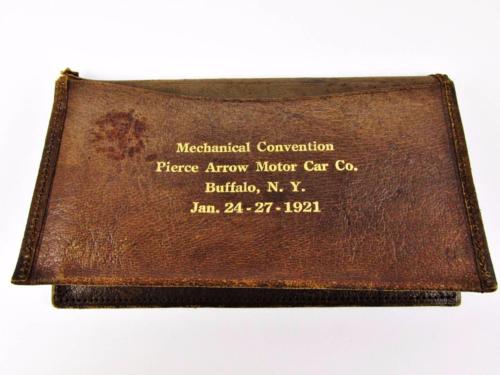 Mechanical Convention
Pierce Arrow Motor Car Co.
Buffalo, N. Y.
Jan. 24-27-1921